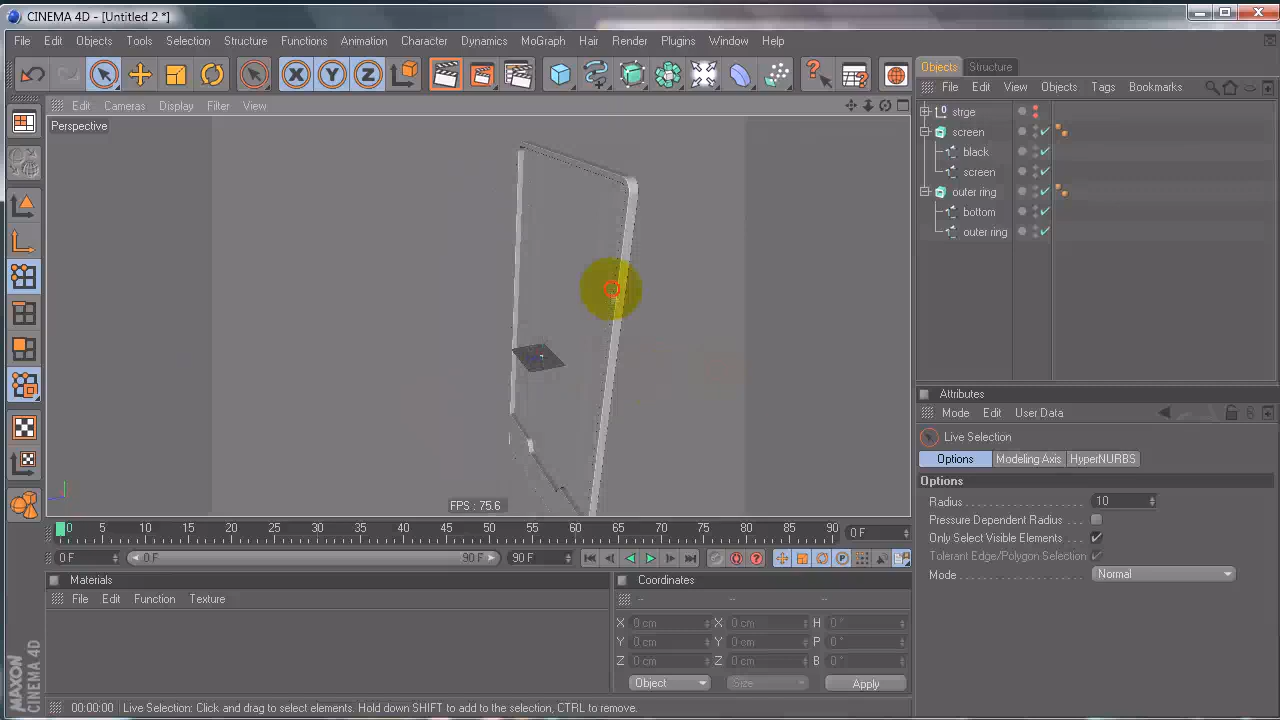 CINEMA 4D - [Untitled 2 *]
File Edit Objects Tools Selection Structure Functions Animation Character Dynamics MoGraph Hair Render Plugins Window Help
Objects Structure
File Edit View Objects Tags Bookmarks
Edit Cameras Display Filter View
Perspective
strge
screen
black
screen
outer ring
bottom
outer ring
Attributes
Mode Edit User Data
Live Selection
Options Modeling Axis HyperNURBS
Options
Radius 10
Pressure Dependent Radius
Only Select Visible Elements
Tolerant Edge/Polygon Selection
Mode Normal
FPS : 75.6
0 5 10 15 20 25 30 35 40 45 50 55 60 65 70 75 80 85 90 0 F
0 F 0 F 90 F 90 F
Materials
File Edit Function Texture
Coordinates
-- -- --
X 0 cm X 0 cm H 0 °
Y 0 cm Y 0 cm P 0 °
Z 0 cm Z 0 cm B 0 °
Object Size Apply
MAXON
CINEMA 4D
00:00:00 Live Selection: Click and drag to select elements. Hold down SHIFT to add to the selection, CTRL to remove.